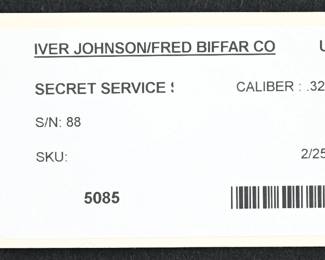 IVER JOHNSON/FRED BIFFAR CO U
SECRET SERVICE CALIBER : .32
S/N: 88
SKU: 2/25
5085